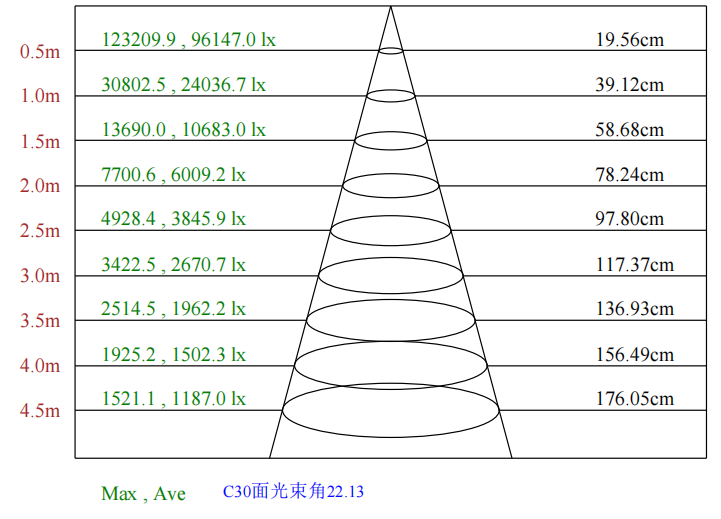 123209.9 , 96147.0 lx 19.56cm
0.5m
30802.5 , 24036.7 lx 39.12cm
1.0m
13690.0 , 10683.0 lx 58.68cm
1.5m
7700.6 , 6009.2 lx 78.24cm
2.0m
4928.4 , 3845.9 lx 97.80cm
2.5m
3422.5 , 2670.7 lx 117.37cm
3.0m
2514.5 , 1962.2 lx 136.93cm
3.5m
1925.2 , 1502.3 lx 156.49cm
4.0m
1521.1 , 1187.0 lx 176.05cm
4.5m
Max , Ave C30面光束角22.13